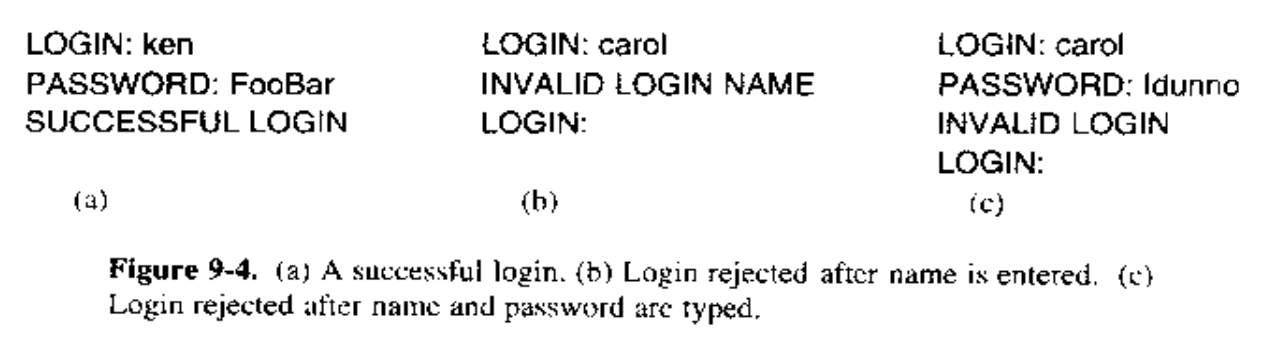 LOGIN: ken
PASSWORD: FooBar
SUCCESSFUL LOGIN
(a)
LOGIN: carol
INVALID LOGIN NAME
LOGIN:
(b)
LOGIN: carol
PASSWORD: Idunno
INVALID LOGIN
LOGIN:
(c)
Figure 9-4. (a) A successful login. (b) Login rejected after name is entered. (c)
Login rejected after name and password are typed.